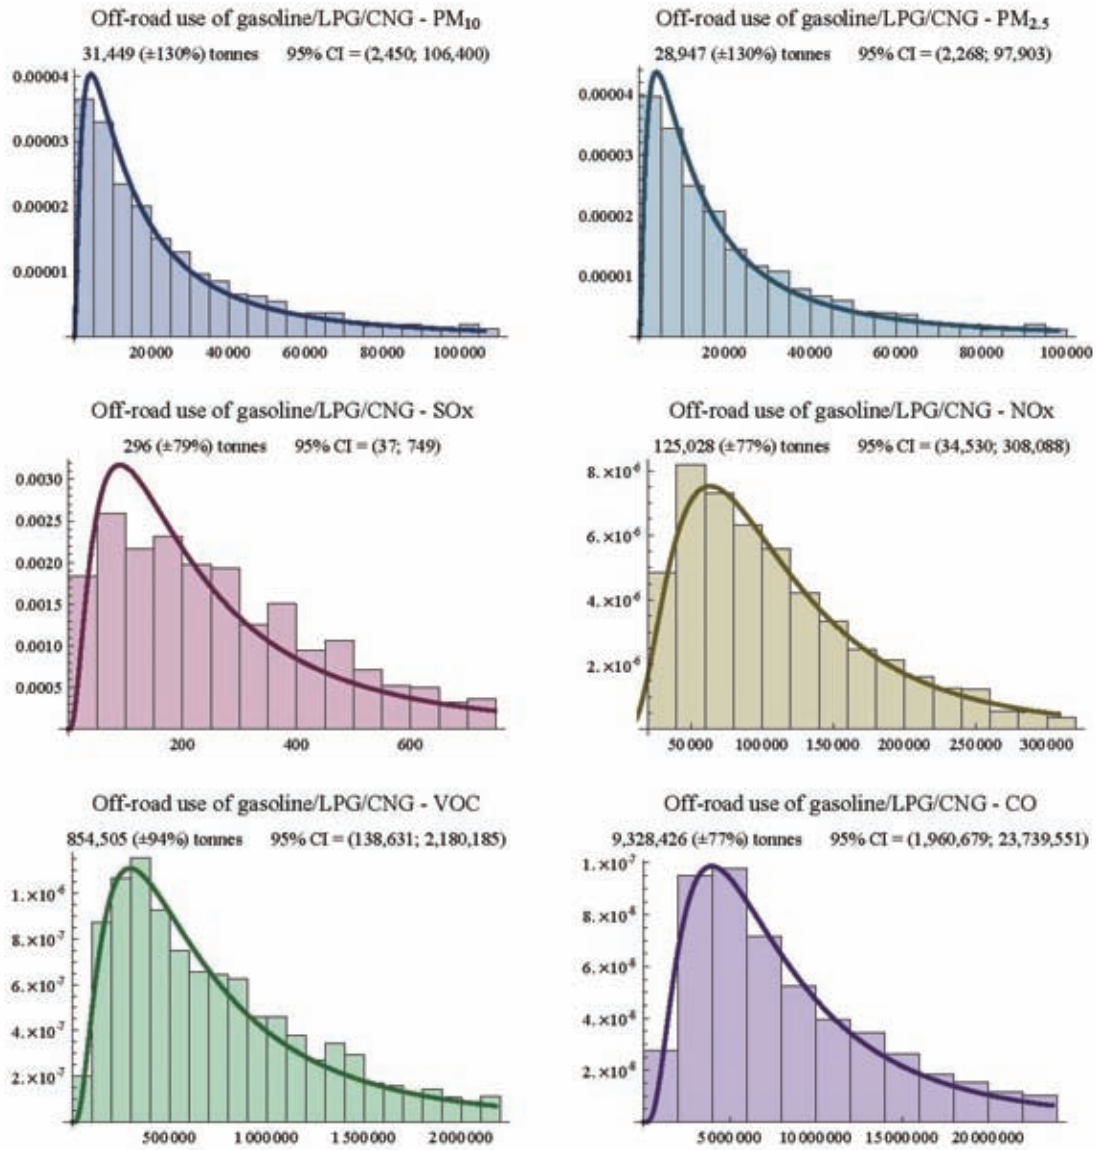 Off-road use of gasoline/LPG/CNG - PM10
31,449 (±130%) tonnes 95% CI = (2,450; 106,400)
0.00004
0.00003
0.00002
0.00001
20000 40000 60000 80000 100000
Off-road use of gasoline/LPG/CNG - PM2.5
28,947 (±130%) tonnes 95% CI = (2,268; 97,903)
0.00004
0.00003
0.00002
0.00001
20000 40000 60000 80000 100000
Off-road use of gasoline/LPG/CNG - SOx
296 (±79%) tonnes 95% CI = (37; 749)
0.0030
0.0025
0.0020
0.0015
0.0010
0.0005
200 400 600
Off-road use of gasoline/LPG/CNG - NOx
125,028 (±77%) tonnes 95% CI = (34,530; 308,088)
8.×10⁻⁶
6.×10⁻⁶
4.×10⁻⁶
2.×10⁻⁶
50000 100000 150000 200000 250000 300000
Off-road use of gasoline/LPG/CNG - VOC
854,505 (±94%) tonnes 95% CI = (138,631; 2,180,185)
1.×10⁻⁶
8.×10⁻⁷
6.×10⁻⁷
4.×10⁻⁷
2.×10⁻⁷
500000 1000000 1500000 2000000
Off-road use of gasoline/LPG/CNG - CO
9,328,426 (±77%) tonnes 95% CI = (1,960,679; 23,739,551)
1.×10⁻⁷
8.×10⁻⁸
6.×10⁻⁸
4.×10⁻⁸
2.×10⁻⁸
5000000 10000000 15000000 20000000